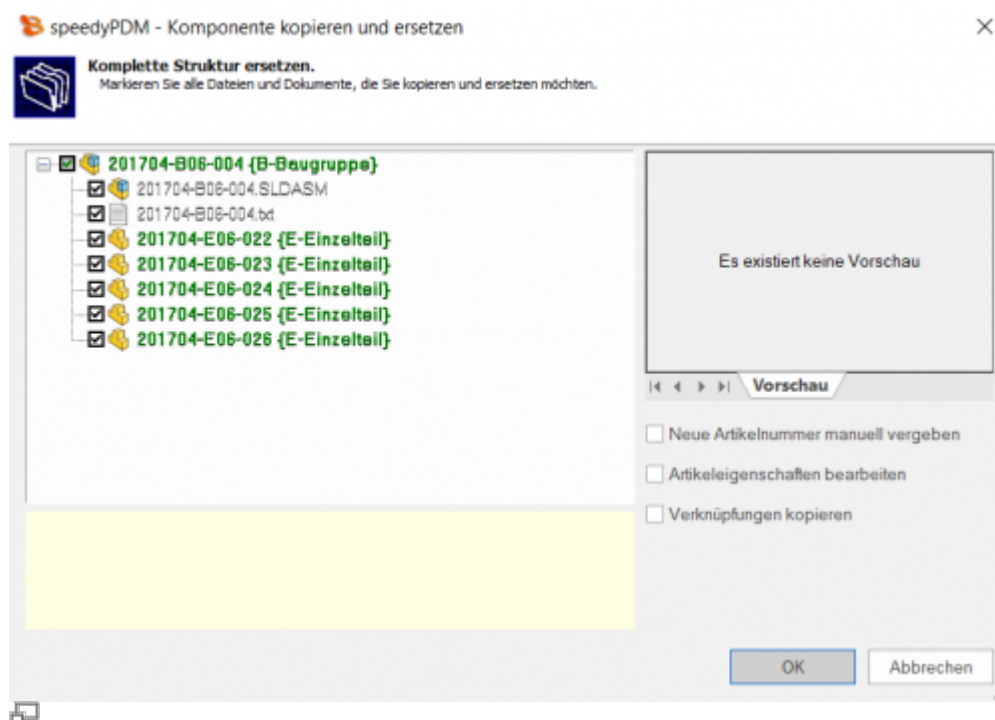 speedyPDM - Komponente kopieren und ersetzen
Komplette Struktur ersetzen.
Markieren Sie alle Dateien und Dokumente, die Sie kopieren und ersetzen möchten.
201704-B06-004 {B-Baugruppe}
201704-B06-004.SLDASM
201704-B06-004.txt
201704-E06-022 {E-Einzelteil}
201704-E06-023 {E-Einzelteil}
201704-E06-024 {E-Einzelteil}
201704-E06-025 {E-Einzelteil}
201704-E06-026 {E-Einzelteil}
Es existiert keine Vorschau
Vorschau
Neue Artikelnummer manuell vergeben
Artikeleigenschaften bearbeiten
Verknüpfungen kopieren
OK
Abbrechen